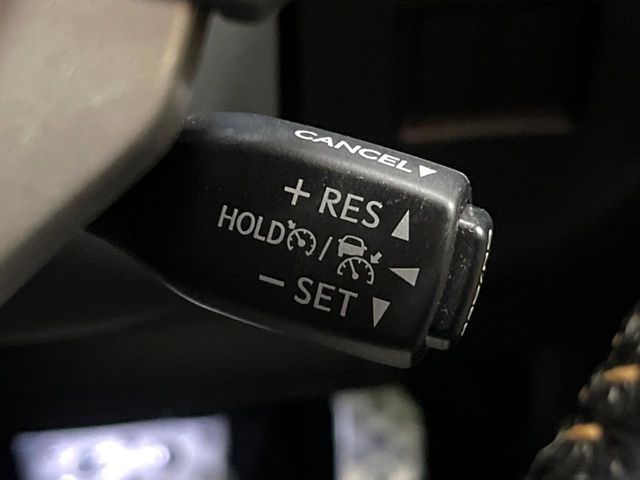 CANCEL▼
+ RES ▲
HOLD / ◀
− SET ▼